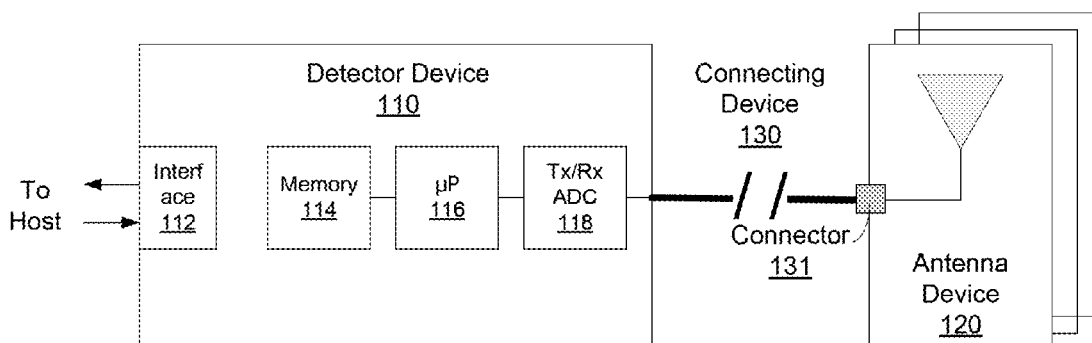 Detector Device
110
Connecting
Device
130
To
Host
Interf
ace
112
Memory
114
µP
116
Tx/Rx
ADC
118
Connector
131
Antenna
Device
120